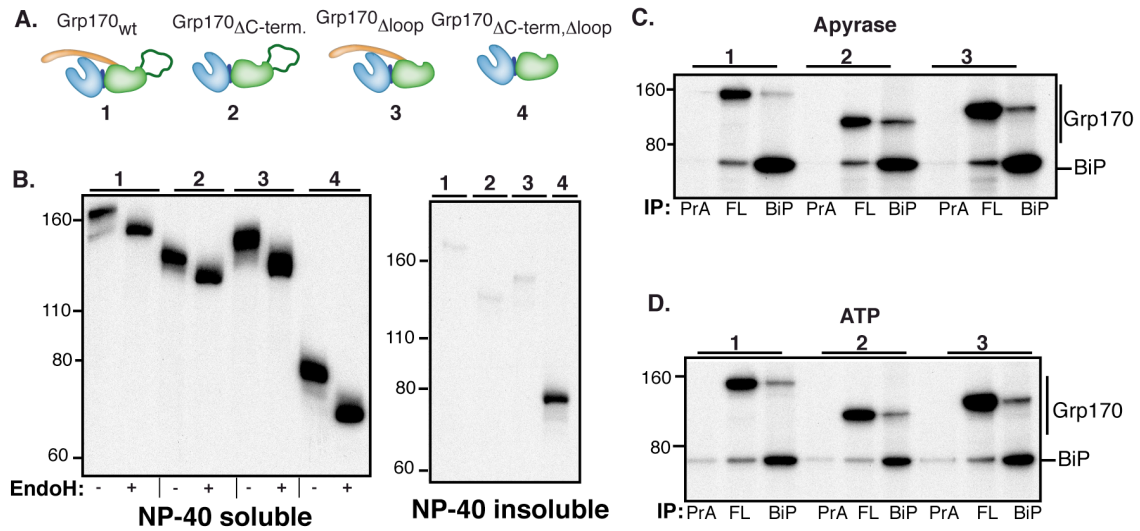 A.
Grp170wt
Grp170ΔC-term.
Grp170Δloop
Grp170ΔC-term,Δloop
1 2 3 4
B.
1 2 3 4
160
110
80
60
EndoH: - + - + - + - +
NP-40 soluble
1 2 3 4
160
110
80
60
NP-40 insoluble
C.
Apyrase
1 2 3
160
80
Grp170
BiP
IP: PrA FL BiP PrA FL BiP PrA FL BiP
D.
ATP
1 2 3
160
80
Grp170
BiP
IP: PrA FL BiP PrA FL BiP PrA FL BiP